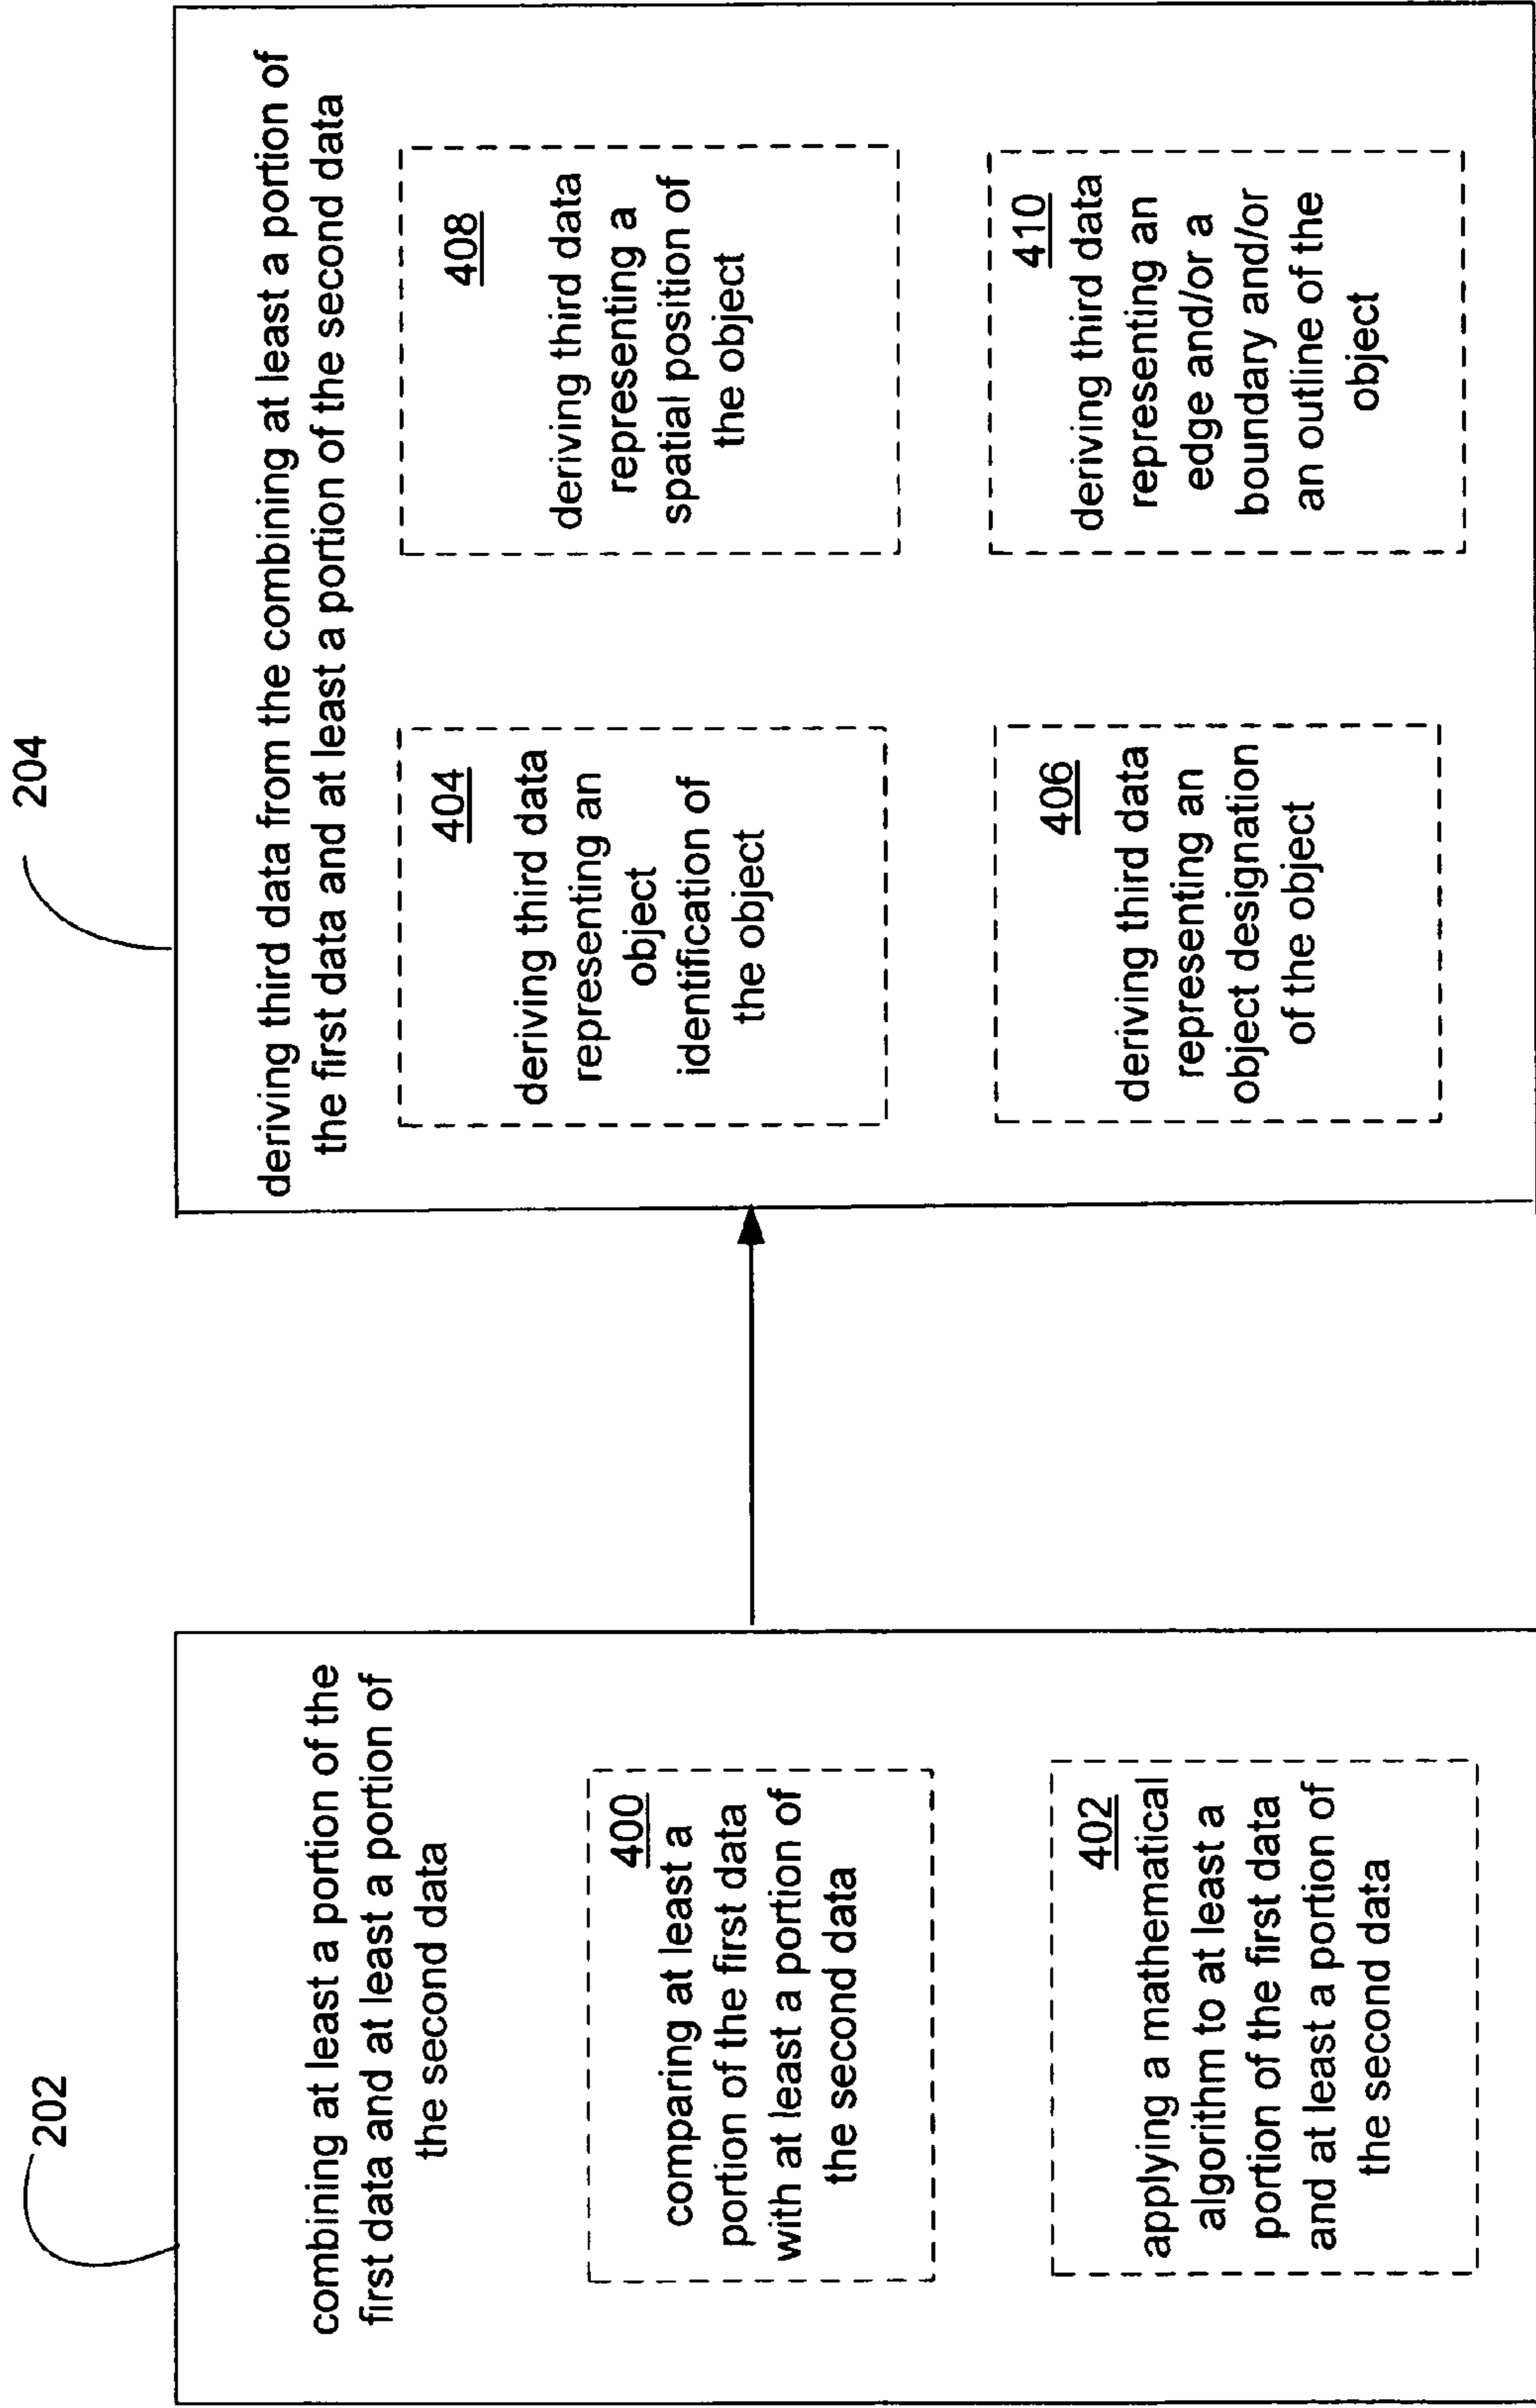 202
combining at least a portion of the
first data and at least a portion of
the second data
400
comparing at least a
portion of the first data
with at least a portion of
the second data
402
applying a mathematical
algorithm to at least a
portion of the first data
and at least a portion of
the second data
204
deriving third data from the combining at least a portion of
the first data and at least a portion of the second data
404
deriving third data
representing an
object
identification of
the object
408
deriving third data
representing a
spatial position of
the object
406
deriving third data
representing an
object designation
of the object
410
deriving third data
representing an
edge and/or a
boundary and/or
an outline of the
object